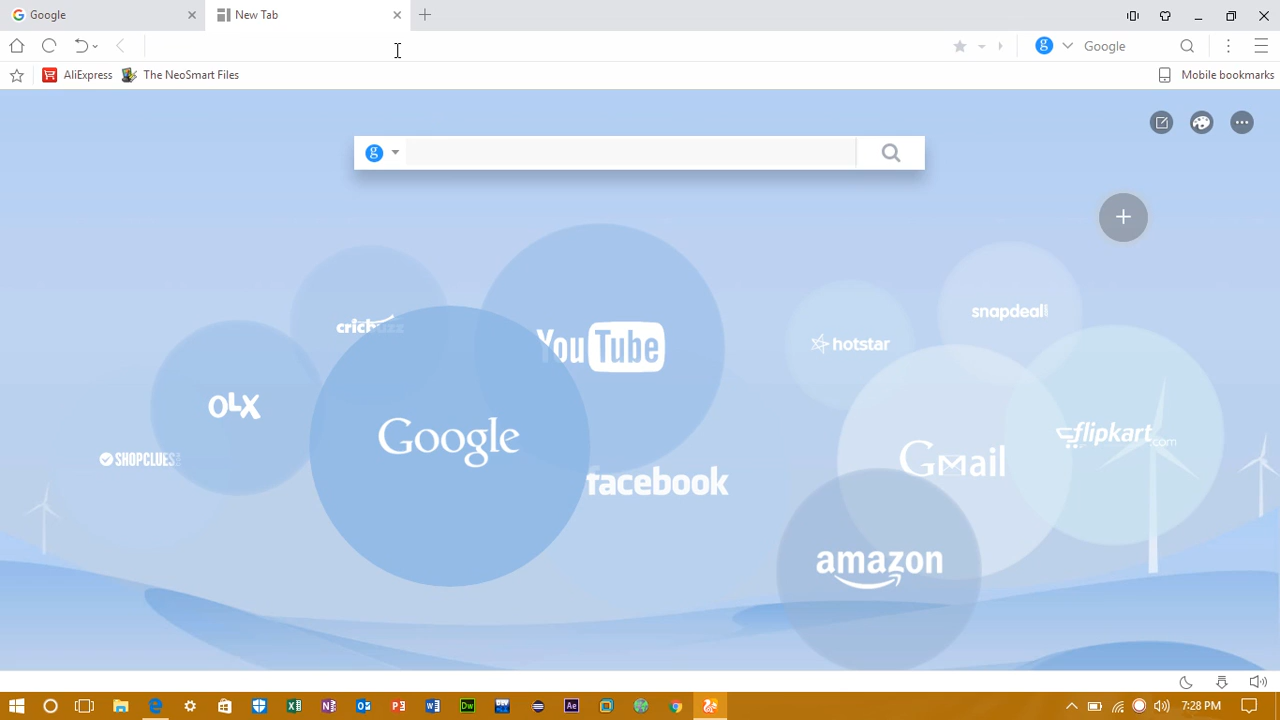 Google
New Tab
Google
AliExpress
The NeoSmart Files
Mobile bookmarks
g
snapdeal
cricbuzz
YouTube
hotstar
OLX
Google
flipkart.com
SHOPCLUES
Gmail
facebook
amazon
7:28 PM